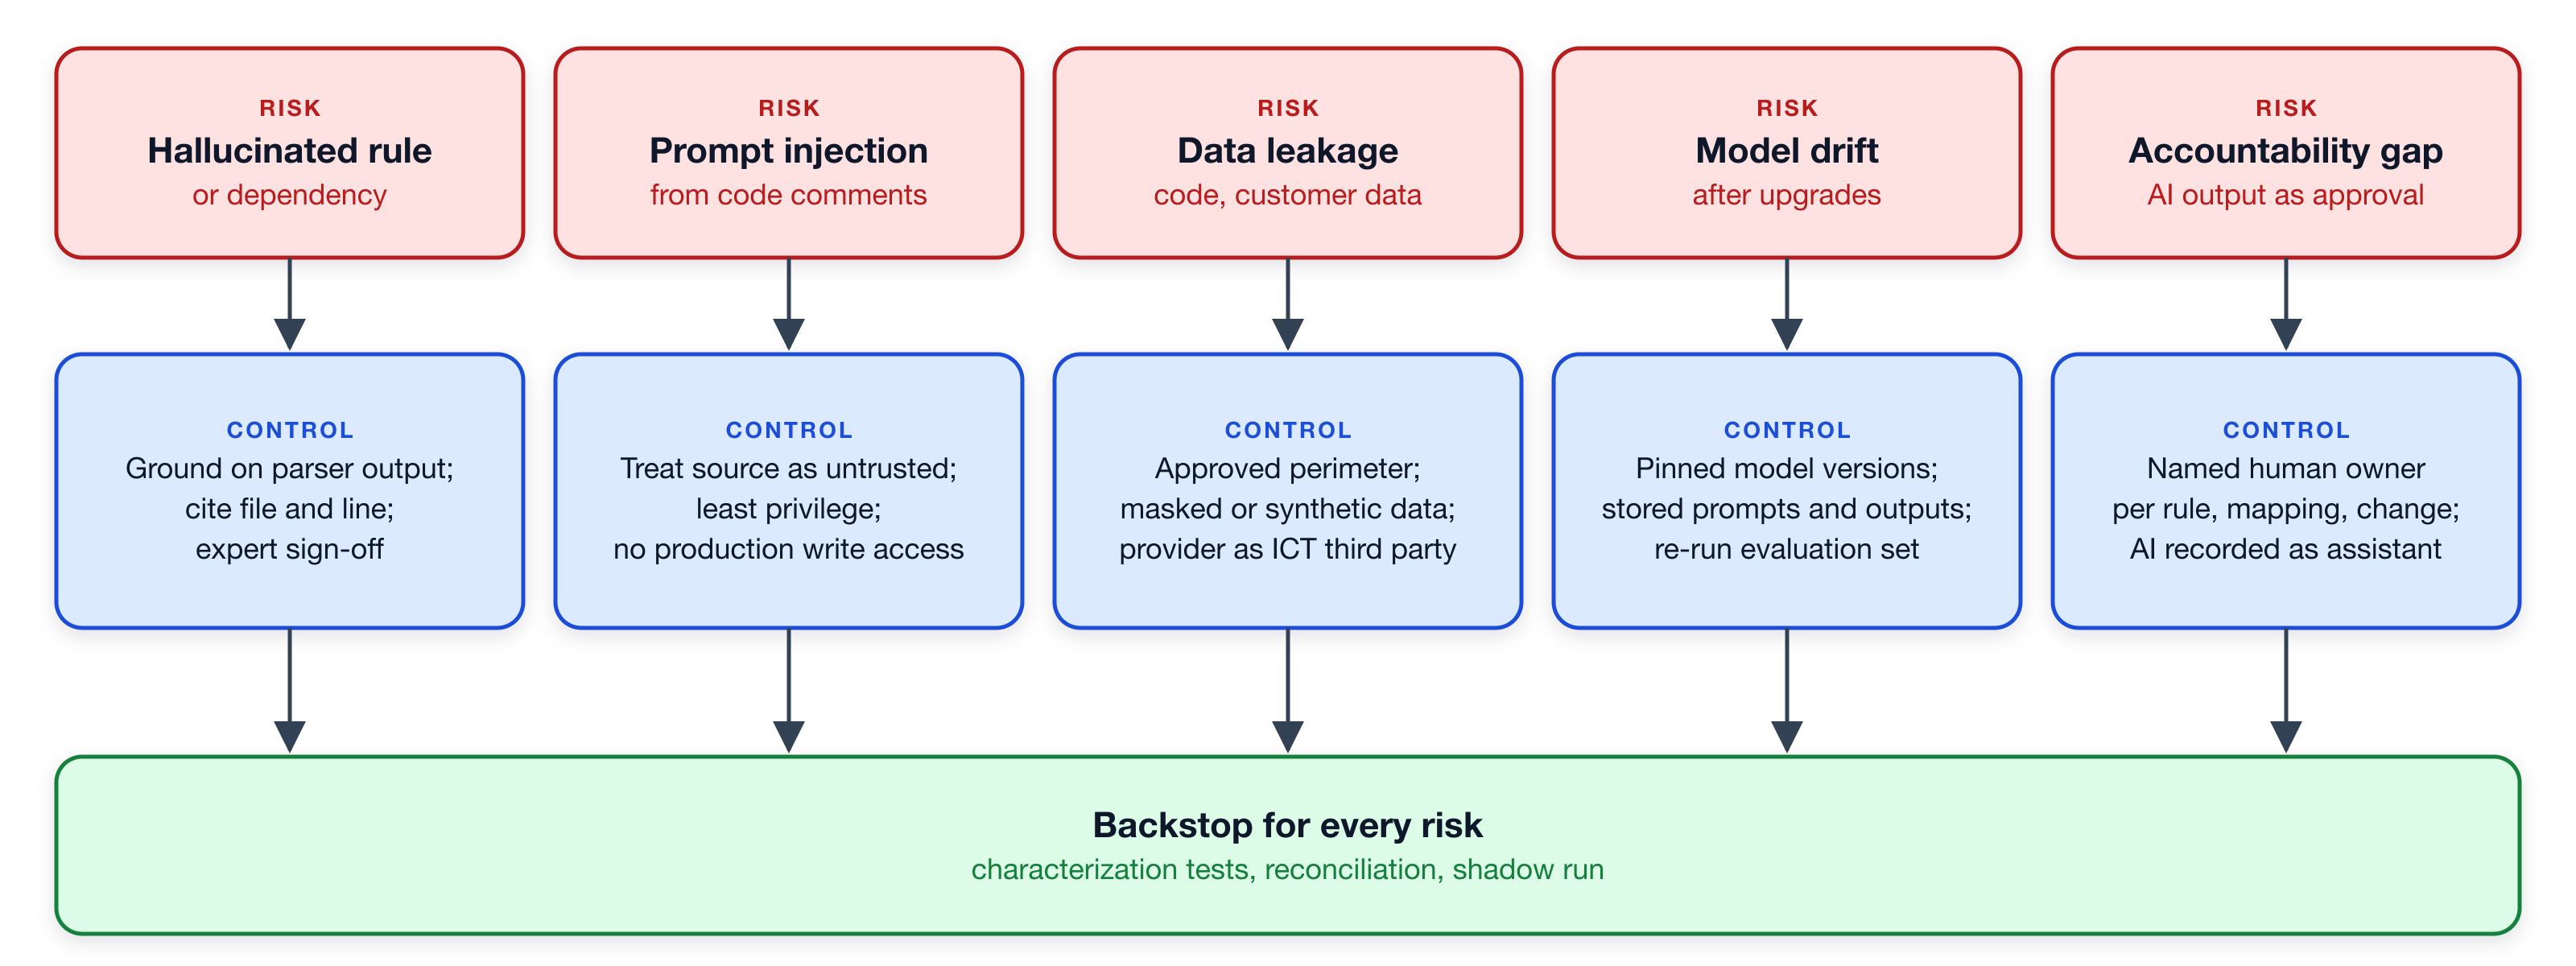 RISK
Hallucinated rule
or dependency
RISK
Prompt injection
from code comments
RISK
Data leakage
code, customer data
RISK
Model drift
after upgrades
RISK
Accountability gap
AI output as approval
CONTROL
Ground on parser output;
cite file and line;
expert sign-off
CONTROL
Treat source as untrusted;
least privilege;
no production write access
CONTROL
Approved perimeter;
masked or synthetic data;
provider as ICT third party
CONTROL
Pinned model versions;
stored prompts and outputs;
re-run evaluation set
CONTROL
Named human owner
per rule, mapping, change;
AI recorded as assistant
Backstop for every risk
characterization tests, reconciliation, shadow run